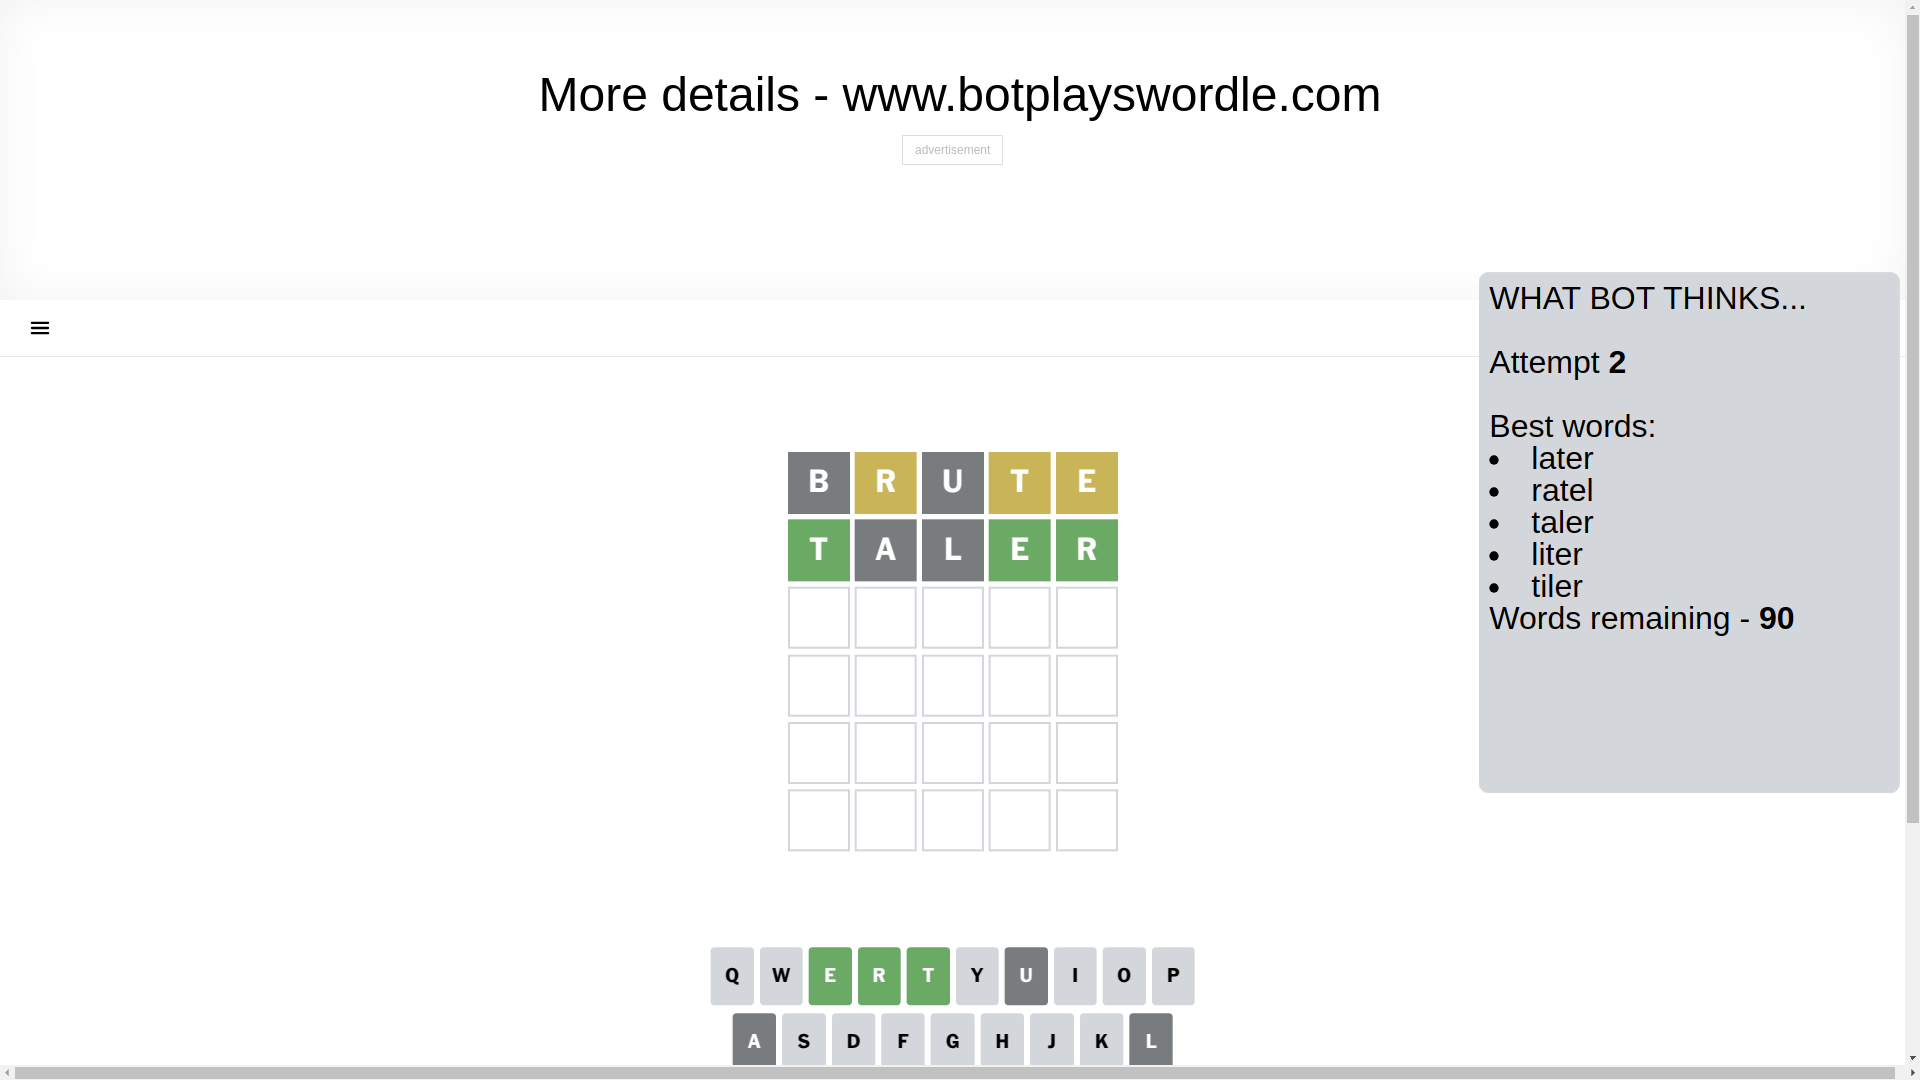 More details - www.botplayswordle.com
advertisement
WHAT BOT THINKS...
Attempt 2
Best words:
• later
• ratel
• taler
• liter
• tiler
Words remaining - 90
B R U T E
T A L E R
Q W E R T Y U I O P
A S D F G H J K L